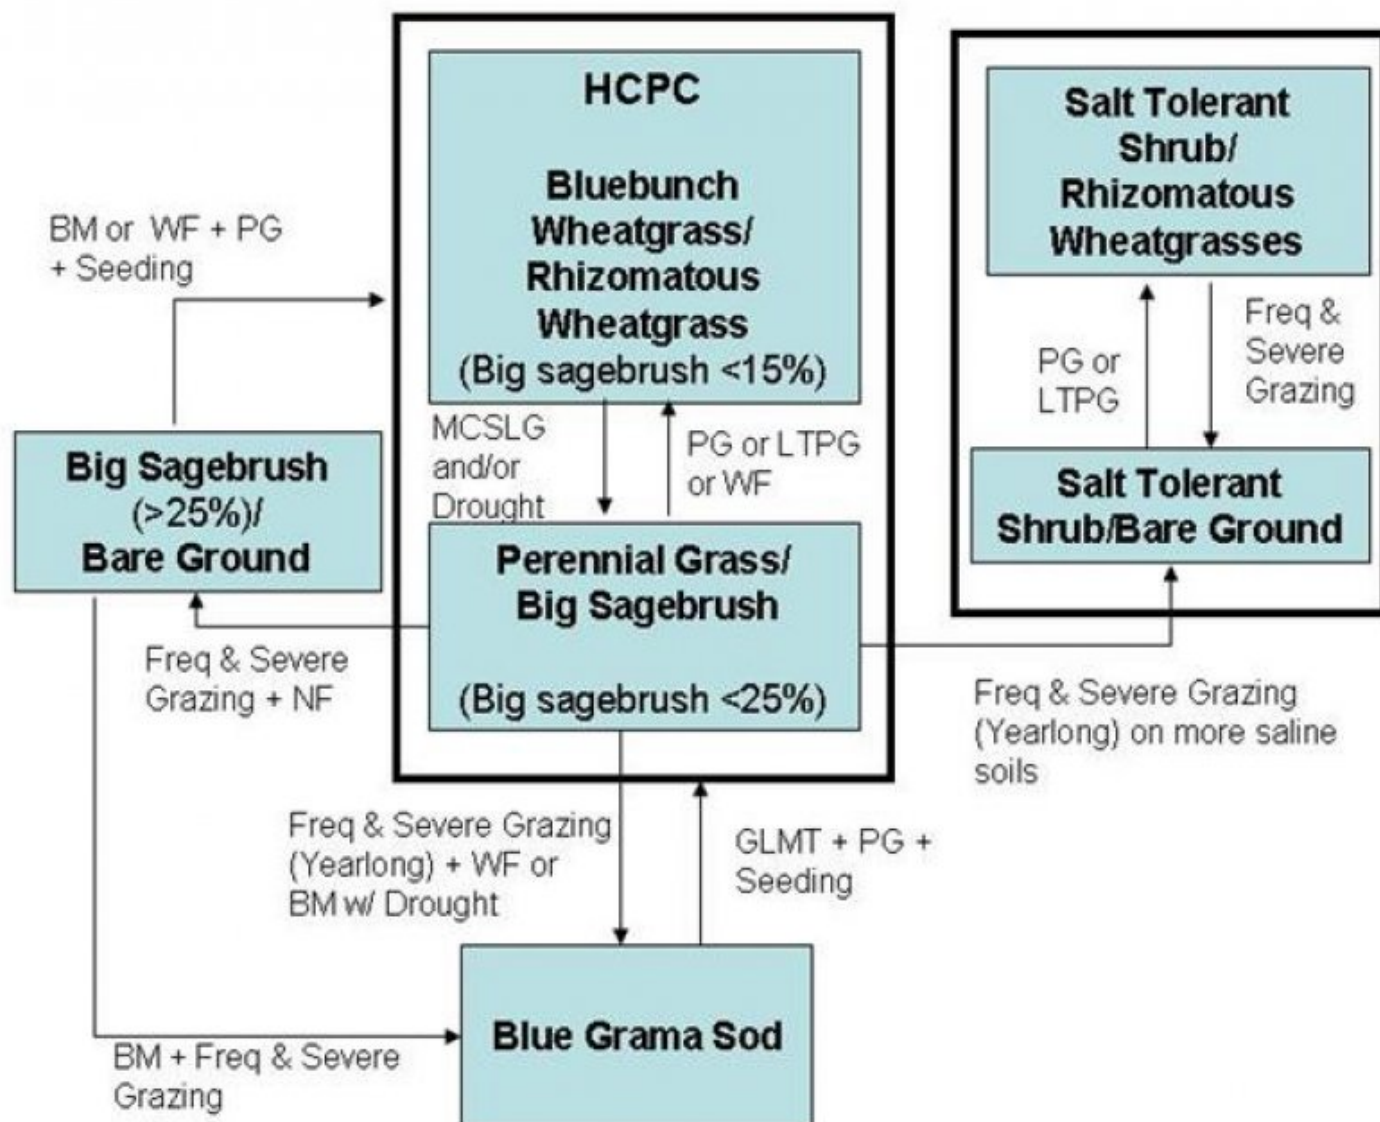 HCPC
Bluebunch
Wheatgrass/
Rhizomatous
Wheatgrass
(Big sagebrush <15%)
Salt Tolerant
Shrub/
Rhizomatous
Wheatgrasses
BM or WF + PG
+ Seeding
MCSLG
and/or
Drought
PG or LTPG
or WF
PG or
LTPG
Freq &
Severe
Grazing
Big Sagebrush
(>25%)/
Bare Ground
Perennial Grass/
Big Sagebrush
(Big sagebrush <25%)
Salt Tolerant
Shrub/Bare Ground
Freq & Severe
Grazing + NF
Freq & Severe Grazing
(Yearlong) on more saline
soils
Freq & Severe Grazing
(Yearlong) + WF or
BM w/ Drought
GLMT + PG +
Seeding
Blue Grama Sod
BM + Freq & Severe
Grazing